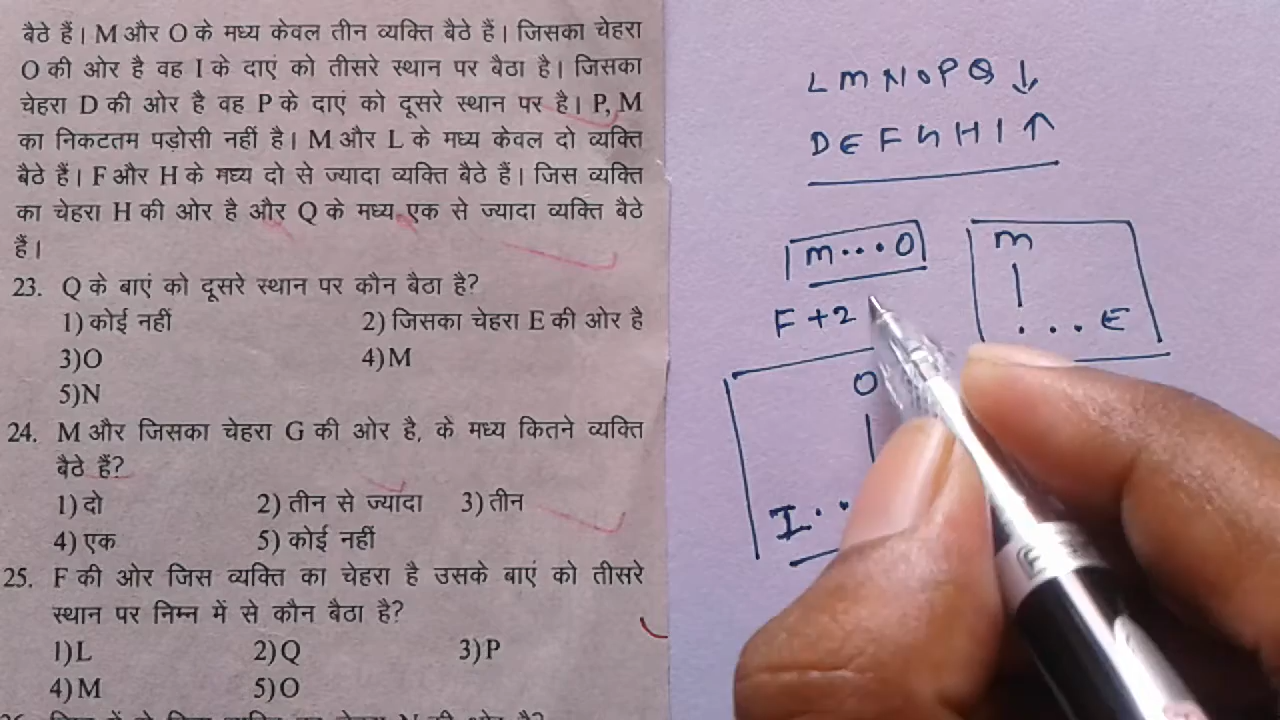 बैठे हैं। M और O के मध्य केवल तीन व्यक्ति बैठे हैं। जिसका चेहरा
O की ओर है वह I के दाएं को तीसरे स्थान पर बैठा है। जिसका
चेहरा D की ओर है वह P के दाएं को दूसरे स्थान पर है। P, M
का निकटतम पड़ोसी नहीं है। M और L के मध्य केवल दो व्यक्ति
बैठे हैं। F और H के मध्य दो से ज्यादा व्यक्ति बैठे हैं। जिस व्यक्ति
का चेहरा H की ओर है और Q के मध्य एक से ज्यादा व्यक्ति बैठे
हैं।
23. Q के बाएं को दूसरे स्थान पर कौन बैठा है?
1) कोई नहीं 2) जिसका चेहरा E की ओर है
3) O 4) M
5) N
24. M और जिसका चेहरा G की ओर है, के मध्य कितने व्यक्ति
बैठे हैं?
1) दो 2) तीन से ज्यादा 3) तीन
4) एक 5) कोई नहीं
25. F की ओर जिस व्यक्ति का चेहरा है उसके बाएं को तीसरे
स्थान पर निम्न में से कौन बैठा है?
1) L 2) Q 3) P
4) M 5) O
L M N O P Q ↓
D E F G H I ↑
M . . . O
F + 2
M
. . . E
O
I . .